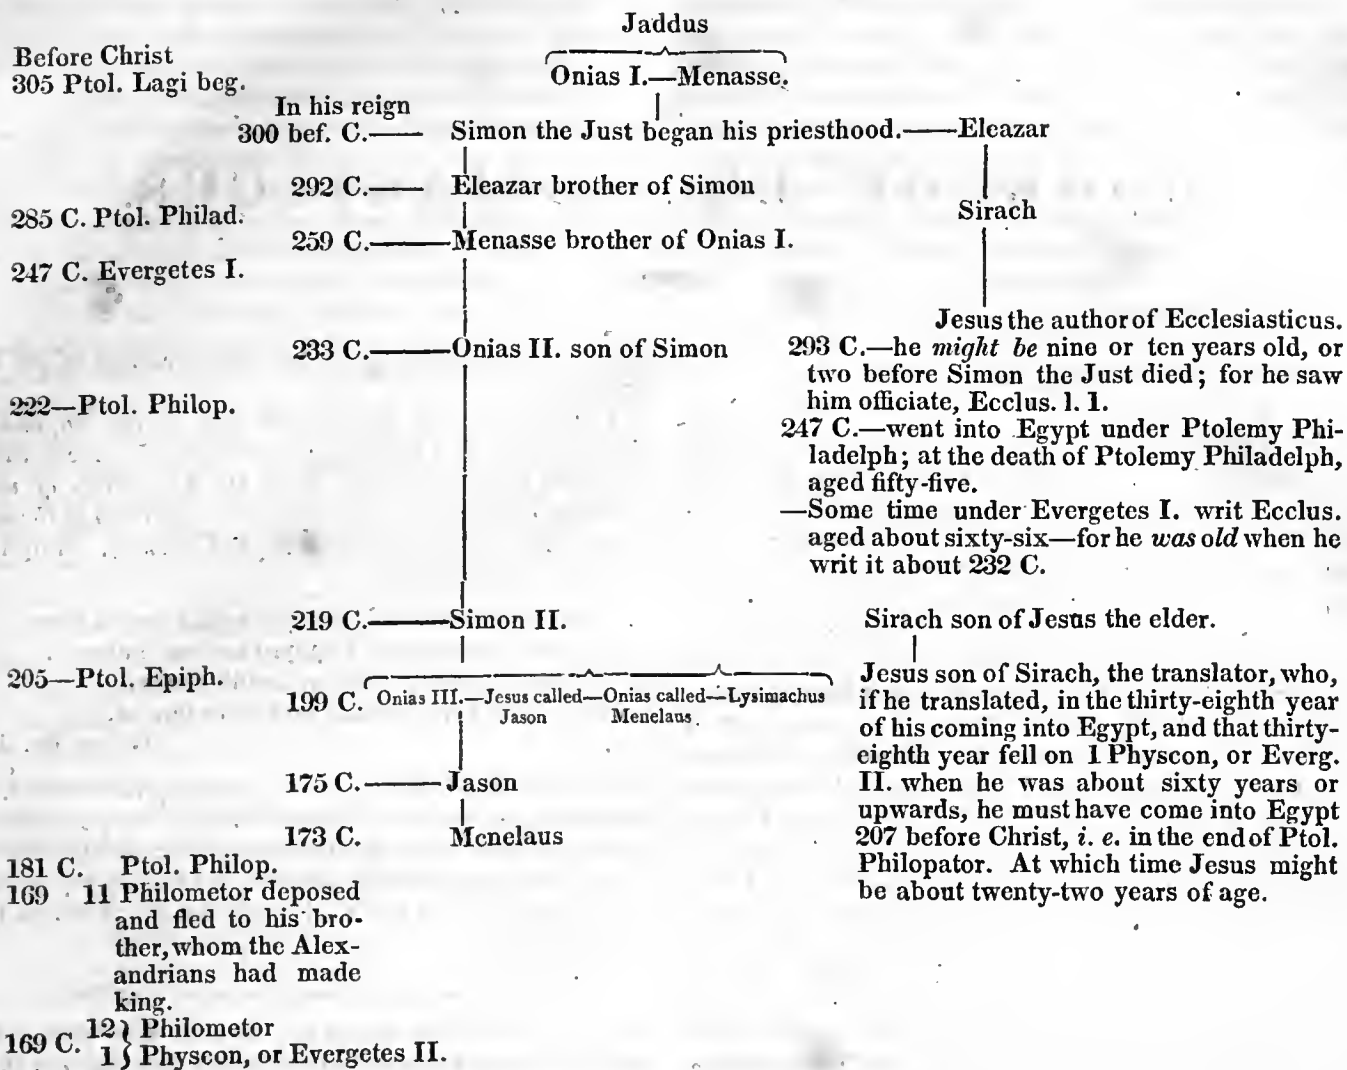 Jaddus
Before Christ
305 Ptol. Lagi beg.
Onias I.—Menasse.
In his reign
300 bef. C.—— Simon the Just began his priesthood.——Eleazar
292 C.—— Eleazar brother of Simon
Sirach
285 C. Ptol. Philad.
259 C.——Menasse brother of Onias I.
247 C. Evergetes I.
233 C.——Onias II. son of Simon
222—Ptol. Philop.
Jesus the author of Ecclesiasticus.
293 C.—he might be nine or ten years old, or
two before Simon the Just died; for he saw
him officiate, Ecclus. l. 1.
247 C.—went into Egypt under Ptolemy Phi-
ladelph; at the death of Ptolemy Philadelph,
aged fifty-five.
—Some time under Evergetes I. writ Ecclus.
aged about sixty-six—for he was old when he
writ it about 232 C.
219 C.——Simon II.
205—Ptol. Epiph.
199 C. Onias III.—Jesus called—Onias called—Lysimachus
Jason Menelaus.
175 C.——Jason
173 C. Menelaus
Sirach son of Jesus the elder.
Jesus son of Sirach, the translator, who,
if he translated, in the thirty-eighth year
of his coming into Egypt, and that thirty-
eighth year fell on 1 Physcon, or Everg.
II. when he was about sixty years or
upwards, he must have come into Egypt
207 before Christ, i. e. in the end of Ptol.
Philopator. At which time Jesus might
be about twenty-two years of age.
181 C. Ptol. Philop.
169 11 Philometor deposed
and fled to his bro-
ther, whom the Alex-
andrians had made
king.
169 C. 12 } Philometor
1 } Physcon, or Evergetes II.